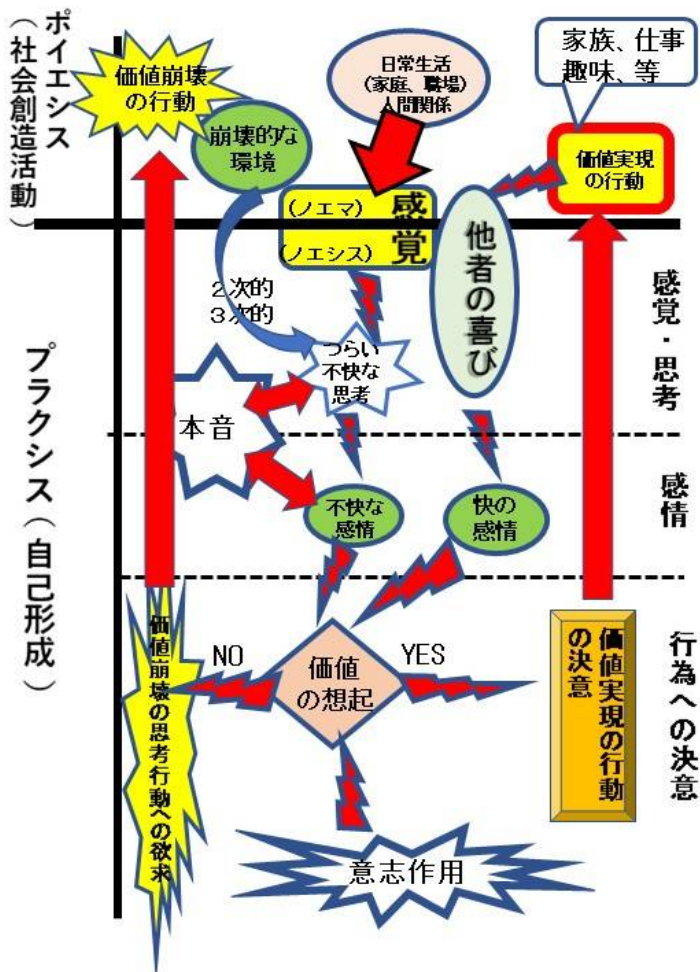 ポイエシス
（社会創造活動）
プラクシス（自己形成）
価値崩壊
の行動
崩壊的な
環境
日常生活
（家庭、職場）
人間関係
家族、仕事
趣味、等
価値実現
の行動
（ノエマ）
（ノエシス）
感覚
他者の喜び
２次的
３次的
つらい
不快な
思考
本音
感覚・思考
不快な
感情
快の
感情
感情
価値崩壊の思考行動への欲求
NO
価値
の想起
YES
価値実現の行動
の決意
行為への決意
意志作用